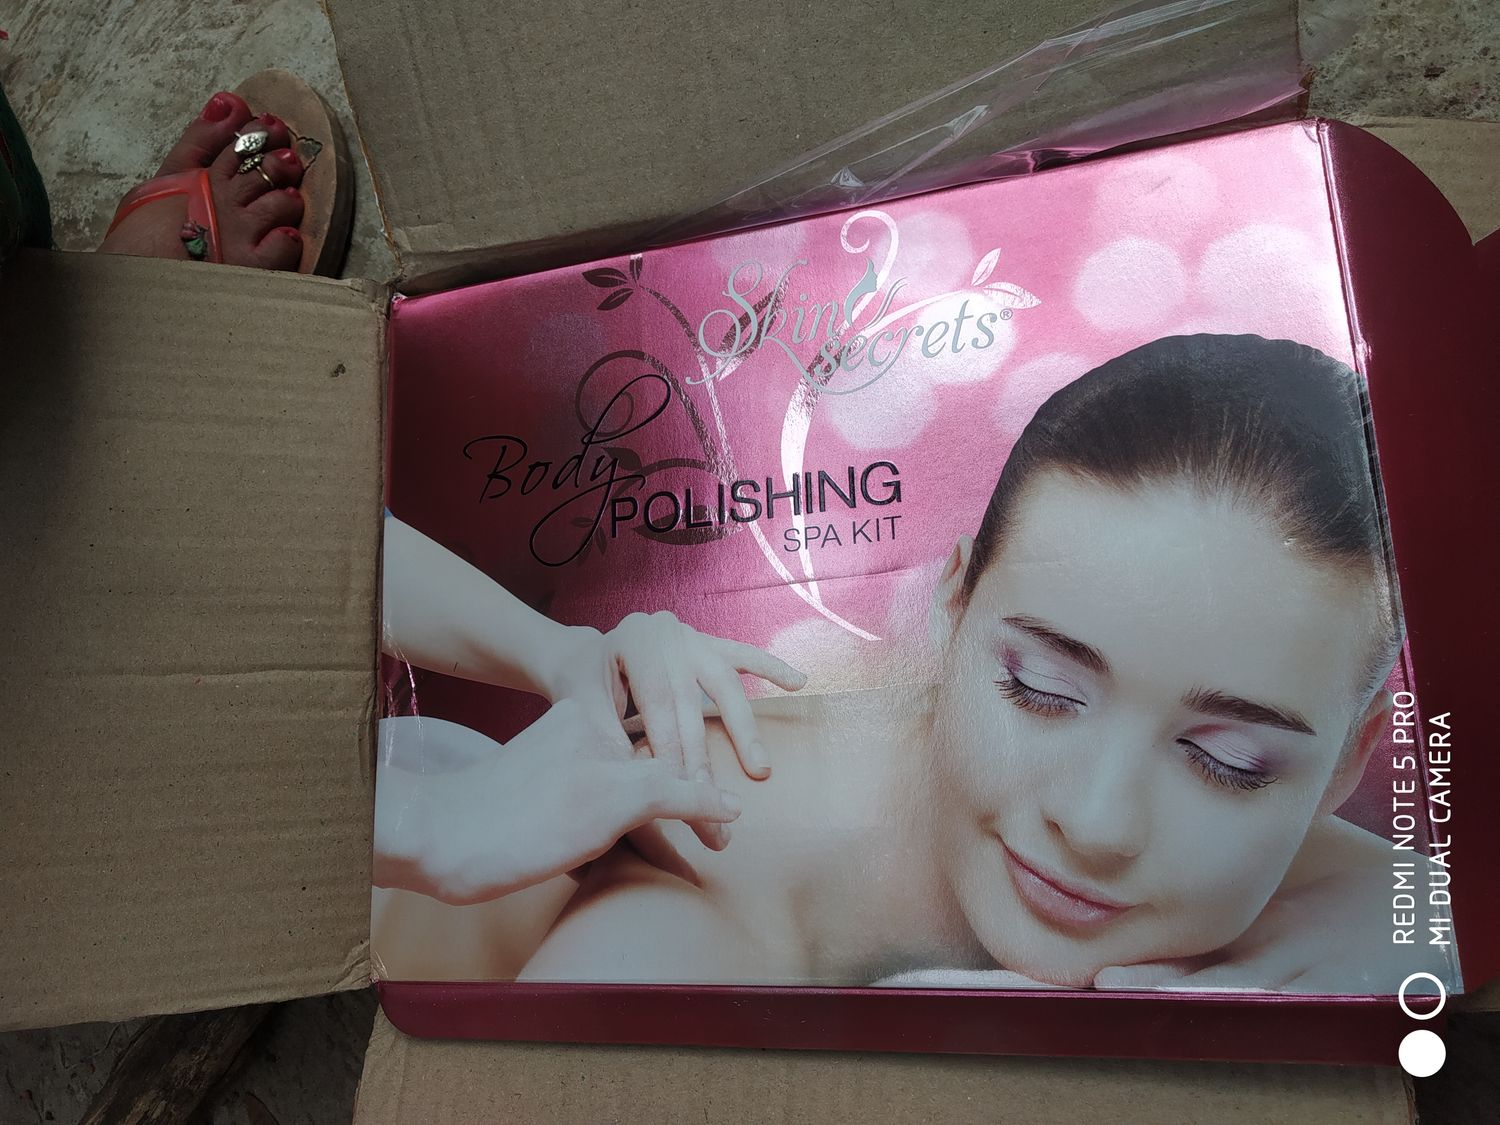 Skin
secrets®
Body
POLISHING
SPA KIT
REDMI NOTE 5 PRO
MI DUAL CAMERA